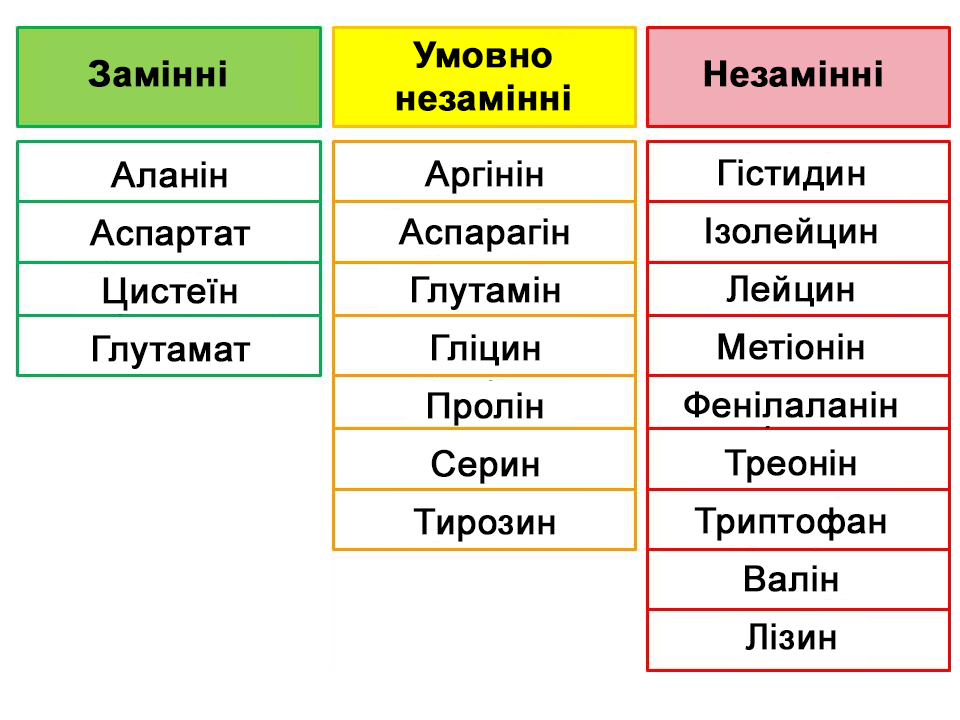 Замінні
Аланін
Аспартат
Цистеїн
Глутамат
Умовно
незамінні
Аргінін
Аспарагін
Глутамін
Гліцин
Пролін
Серин
Тирозин
Незамінні
Гістидин
Ізолейцин
Лейцин
Метіонін
Фенілаланін
Треонін
Триптофан
Валін
Лізин